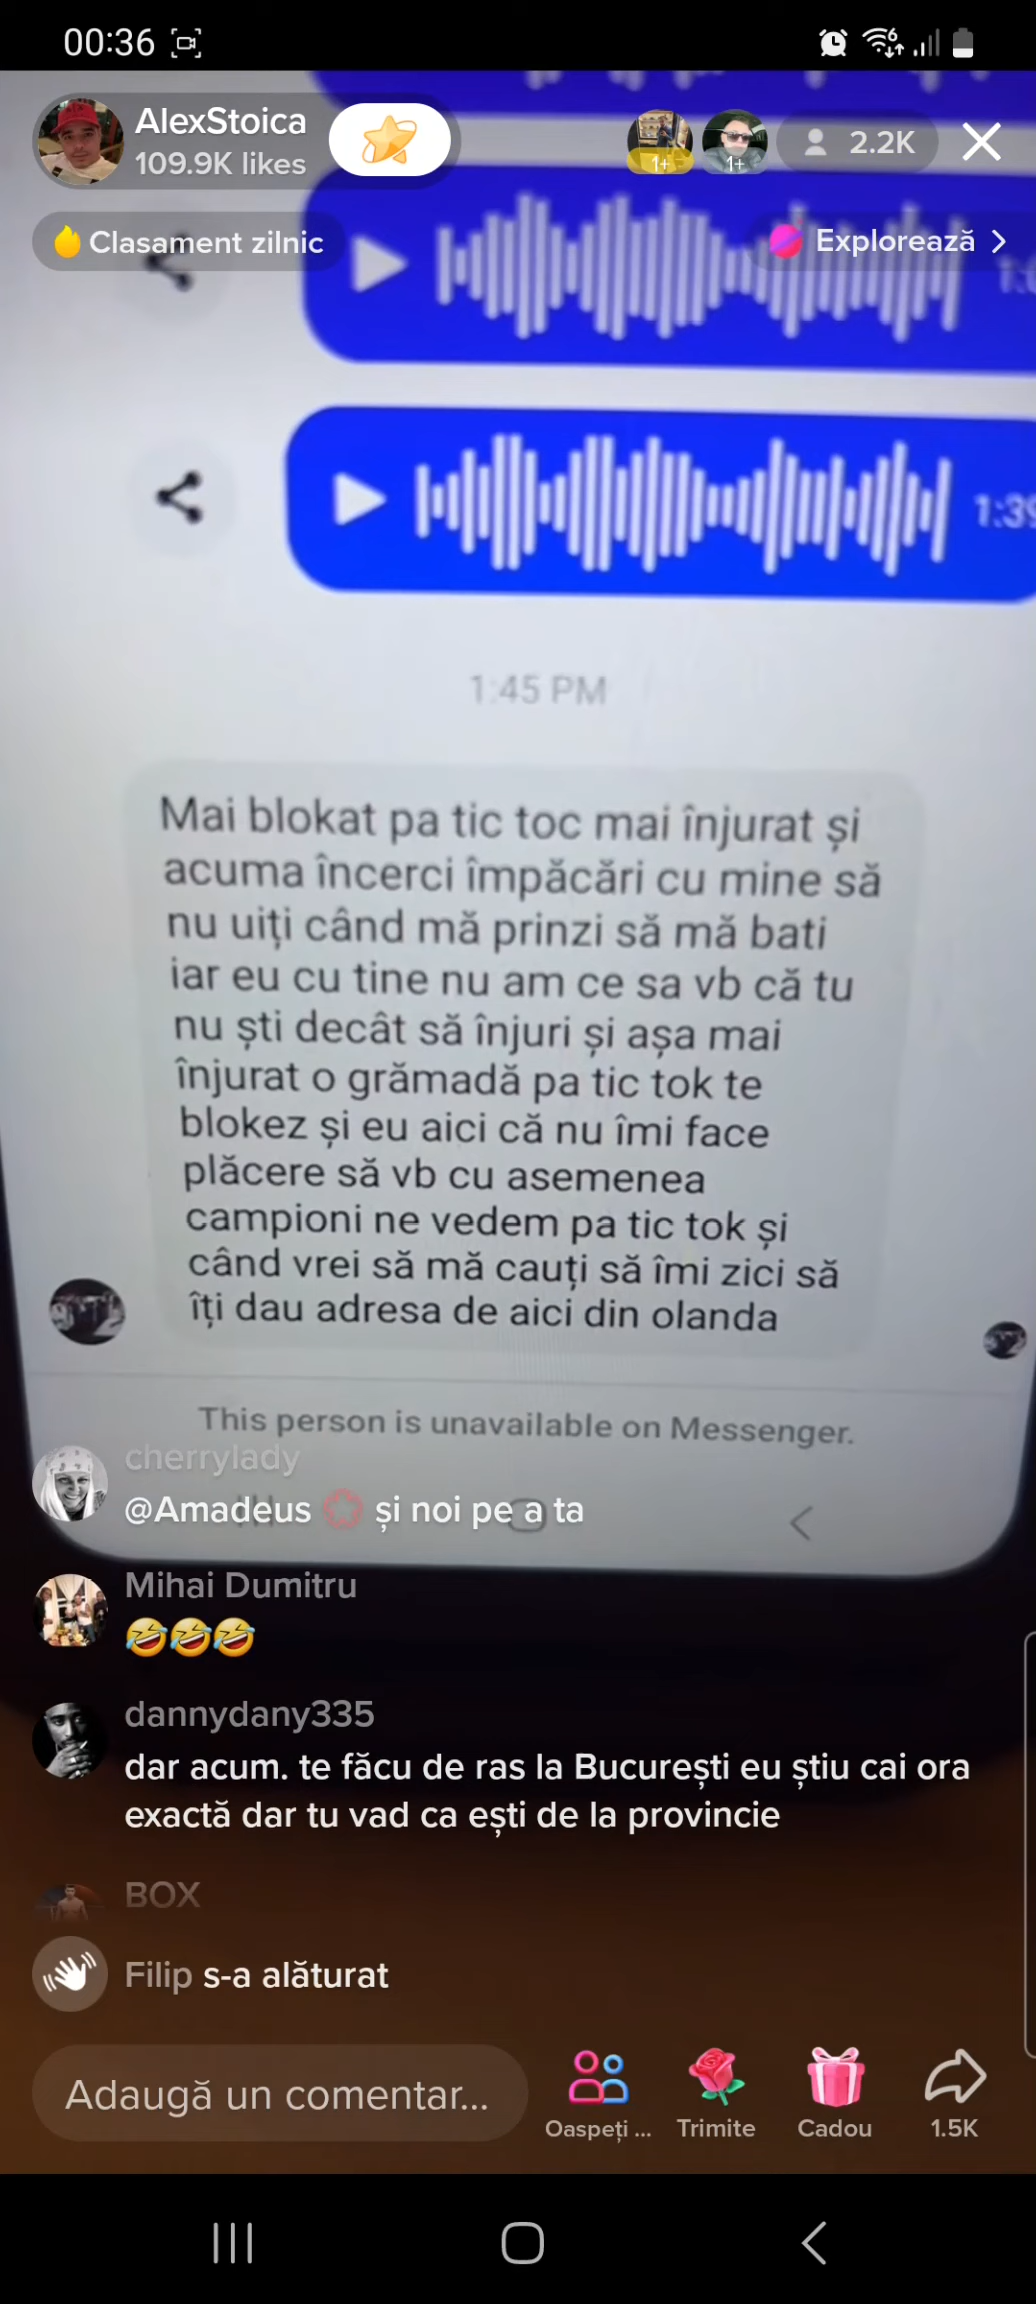 00:36
AlexStoica
109.9K likes
1+
1+
2.2K
Clasament zilnic
Explorează
1:39
1:45 PM
Mai blokat pa tic toc mai înjurat și
acuma încerci împăcări cu mine să
nu uiți când mă prinzi să mă bati
iar eu cu tine nu am ce sa vb că tu
nu ști decât să înjuri și așa mai
înjurat o grămadă pa tic tok te
blokez și eu aici că nu îmi face
plăcere să vb cu asemenea
campioni ne vedem pa tic tok și
când vrei să mă cauți să îmi zici să
îți dau adresa de aici din olanda
This person is unavailable on Messenger.
cherrylady
@Amadeus și noi pe a ta
Mihai Dumitru
🤣🤣🤣
dannydany335
dar acum. te făcu de ras la București eu știu cai ora
exactă dar tu vad ca ești de la provincie
BOX
Filip s-a alăturat
Adaugă un comentar...
Oaspeți ...
Trimite
Cadou
1.5K